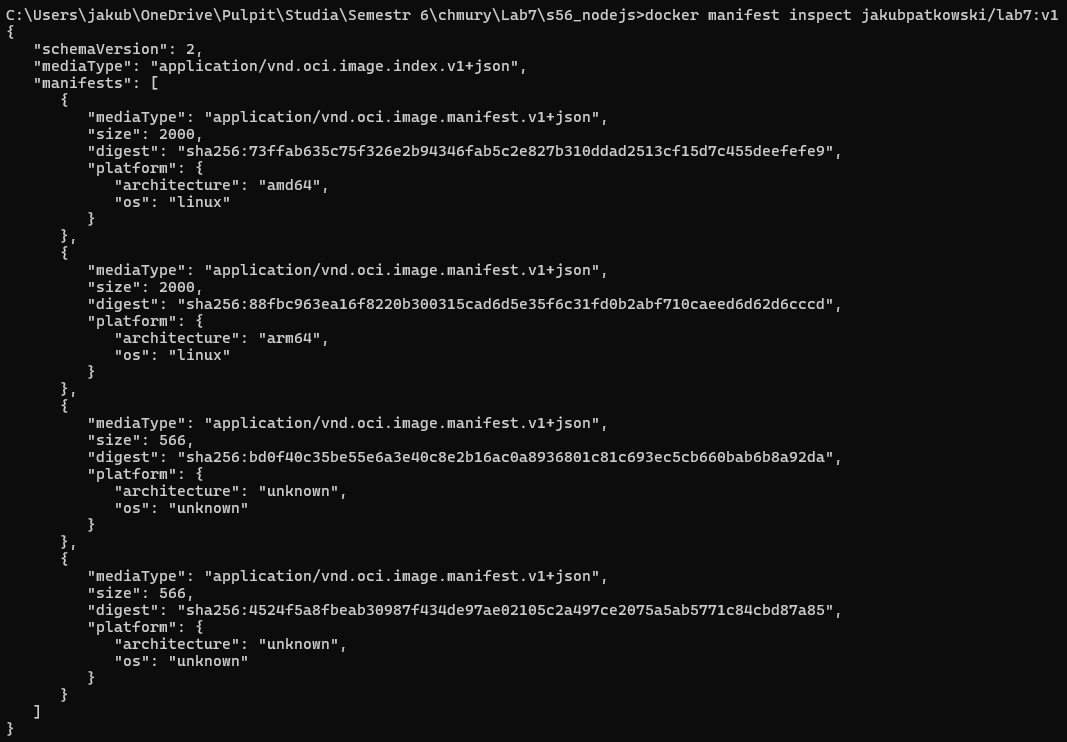 C:\Users\jakub\OneDrive\Pulpit\Studia\Semestr 6\chmury\Lab7\s56_nodejs>docker manifest inspect jakubpatkowski/lab7:v1
{
   "schemaVersion": 2,
   "mediaType": "application/vnd.oci.image.index.v1+json",
   "manifests": [
      {
         "mediaType": "application/vnd.oci.image.manifest.v1+json",
         "size": 2000,
         "digest": "sha256:73ffab635c75f326e2b94346fab5c2e827b310ddad2513cf15d7c455deefefe9",
         "platform": {
            "architecture": "amd64",
            "os": "linux"
         }
      },
      {
         "mediaType": "application/vnd.oci.image.manifest.v1+json",
         "size": 2000,
         "digest": "sha256:88fbc963ea16f8220b300315cad6d5e35f6c31fd0b2abf710caeed6d62d6cccd",
         "platform": {
            "architecture": "arm64",
            "os": "linux"
         }
      },
      {
         "mediaType": "application/vnd.oci.image.manifest.v1+json",
         "size": 566,
         "digest": "sha256:bd0f40c35be55e6a3e40c8e2b16ac0a8936801c81c693ec5cb660bab6b8a92da",
         "platform": {
            "architecture": "unknown",
            "os": "unknown"
         }
      },
      {
         "mediaType": "application/vnd.oci.image.manifest.v1+json",
         "size": 566,
         "digest": "sha256:4524f5a8fbeab30987f434de97ae02105c2a497ce2075a5ab5771c84cbd87a85",
         "platform": {
            "architecture": "unknown",
            "os": "unknown"
         }
      }
   ]
}